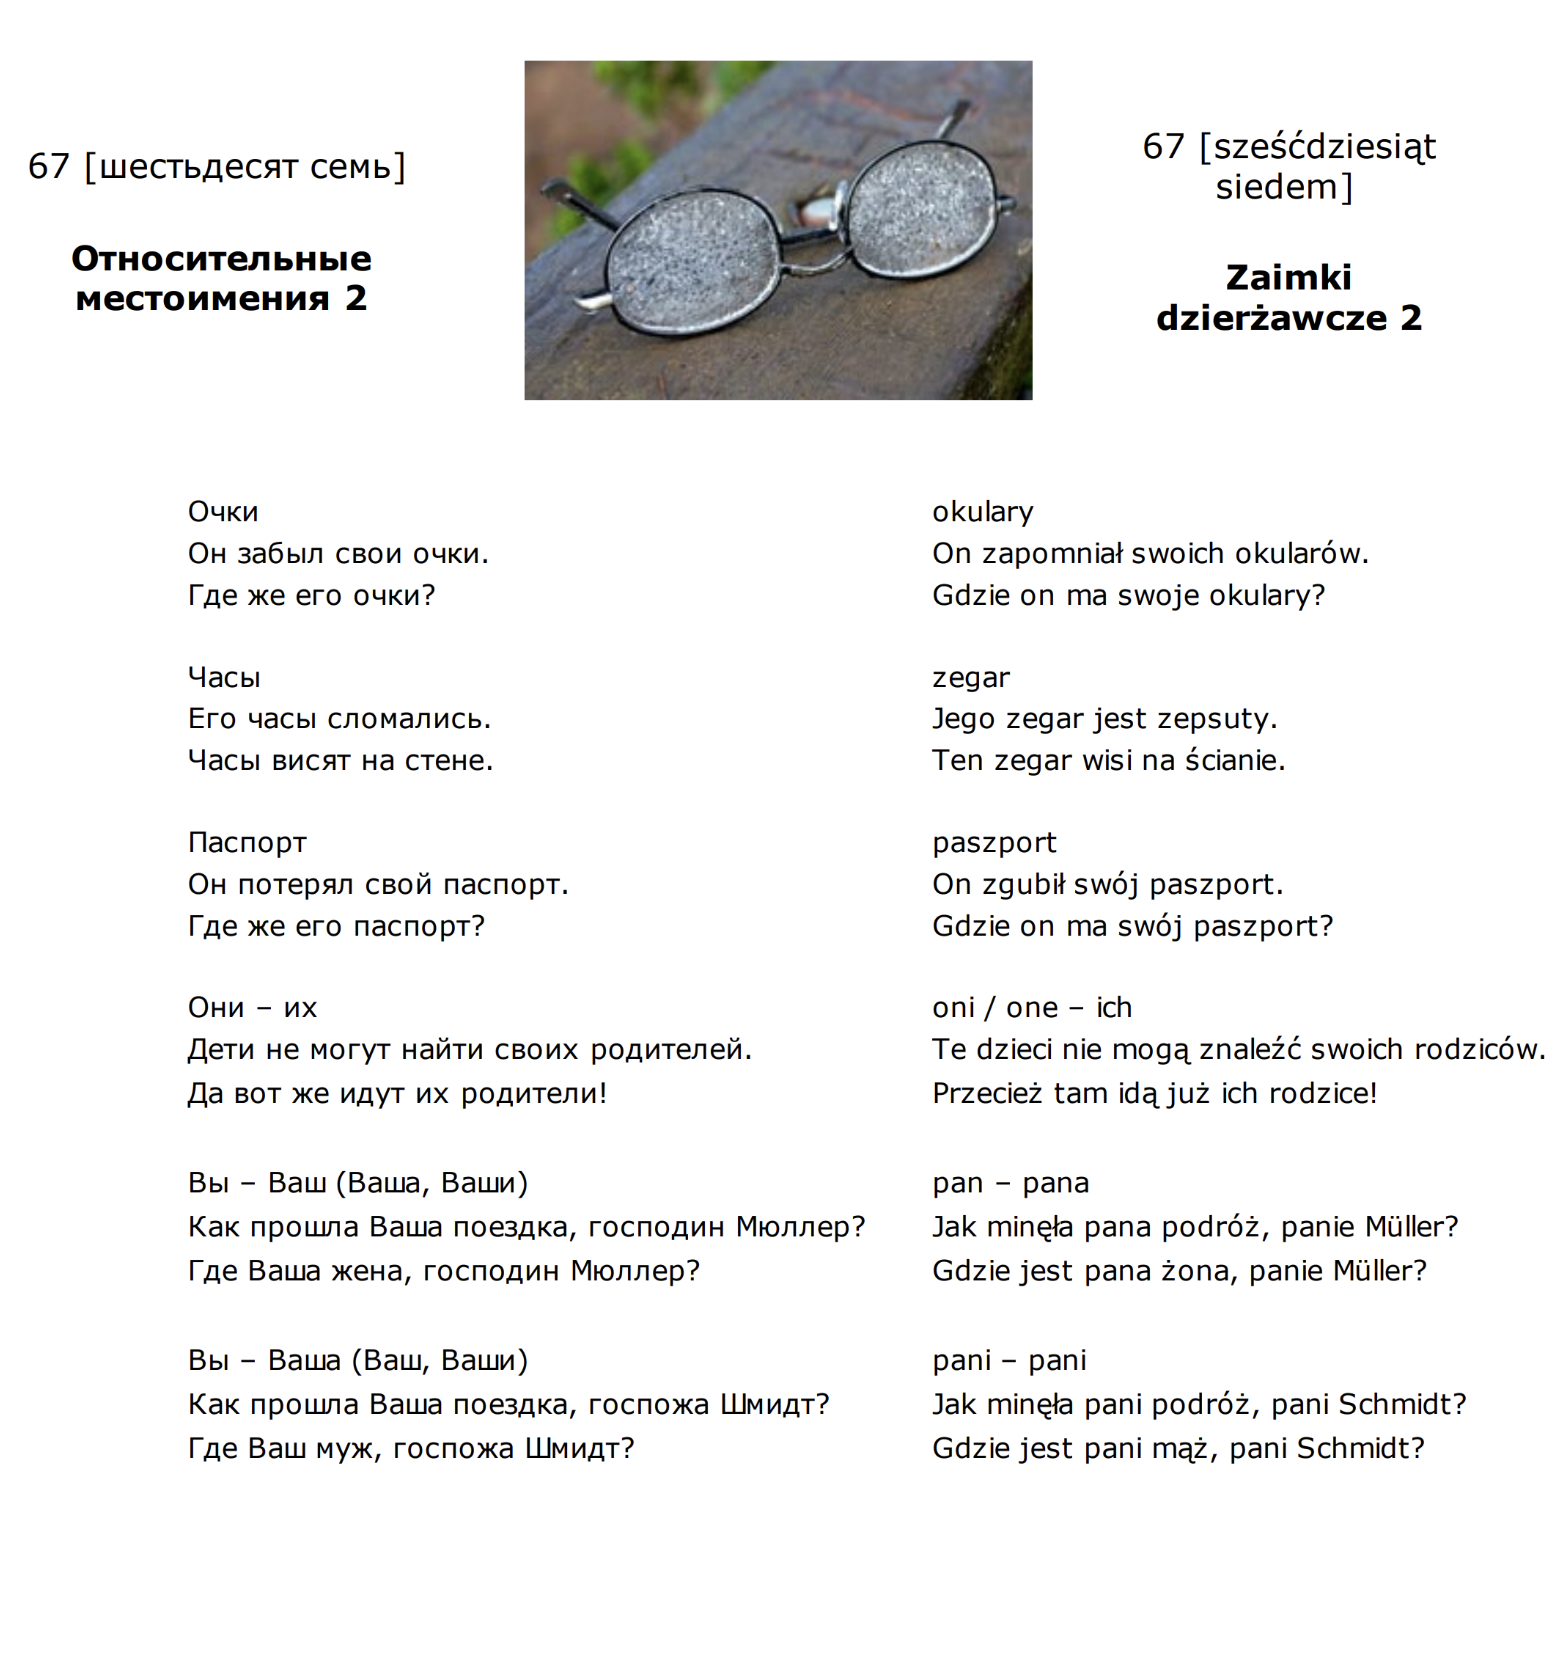 67 [шестьдесят семь]
Относительные
местоимения 2
67 [sześćdziesiąt
siedem]
Zaimki
dzierżawcze 2
Очки
Он забыл свои очки.
Где же его очки?
Часы
Его часы сломались.
Часы висят на стене.
Паспорт
Он потерял свой паспорт.
Где же его паспорт?
Они – их
Дети не могут найти своих родителей.
Да вот же идут их родители!
Вы – Ваш (Ваша, Ваши)
Как прошла Ваша поездка, господин Мюллер?
Где Ваша жена, господин Мюллер?
Вы – Ваша (Ваш, Ваши)
Как прошла Ваша поездка, госпожа Шмидт?
Где Ваш муж, госпожа Шмидт?
okulary
On zapomniał swoich okularów.
Gdzie on ma swoje okulary?
zegar
Jego zegar jest zepsuty.
Ten zegar wisi na ścianie.
paszport
On zgubił swój paszport.
Gdzie on ma swój paszport?
oni / one – ich
Te dzieci nie mogą znaleźć swoich rodziców.
Przecież tam idą już ich rodzice!
pan – pana
Jak minęła pana podróż, panie Müller?
Gdzie jest pana żona, panie Müller?
pani – pani
Jak minęła pani podróż, pani Schmidt?
Gdzie jest pani mąż, pani Schmidt?